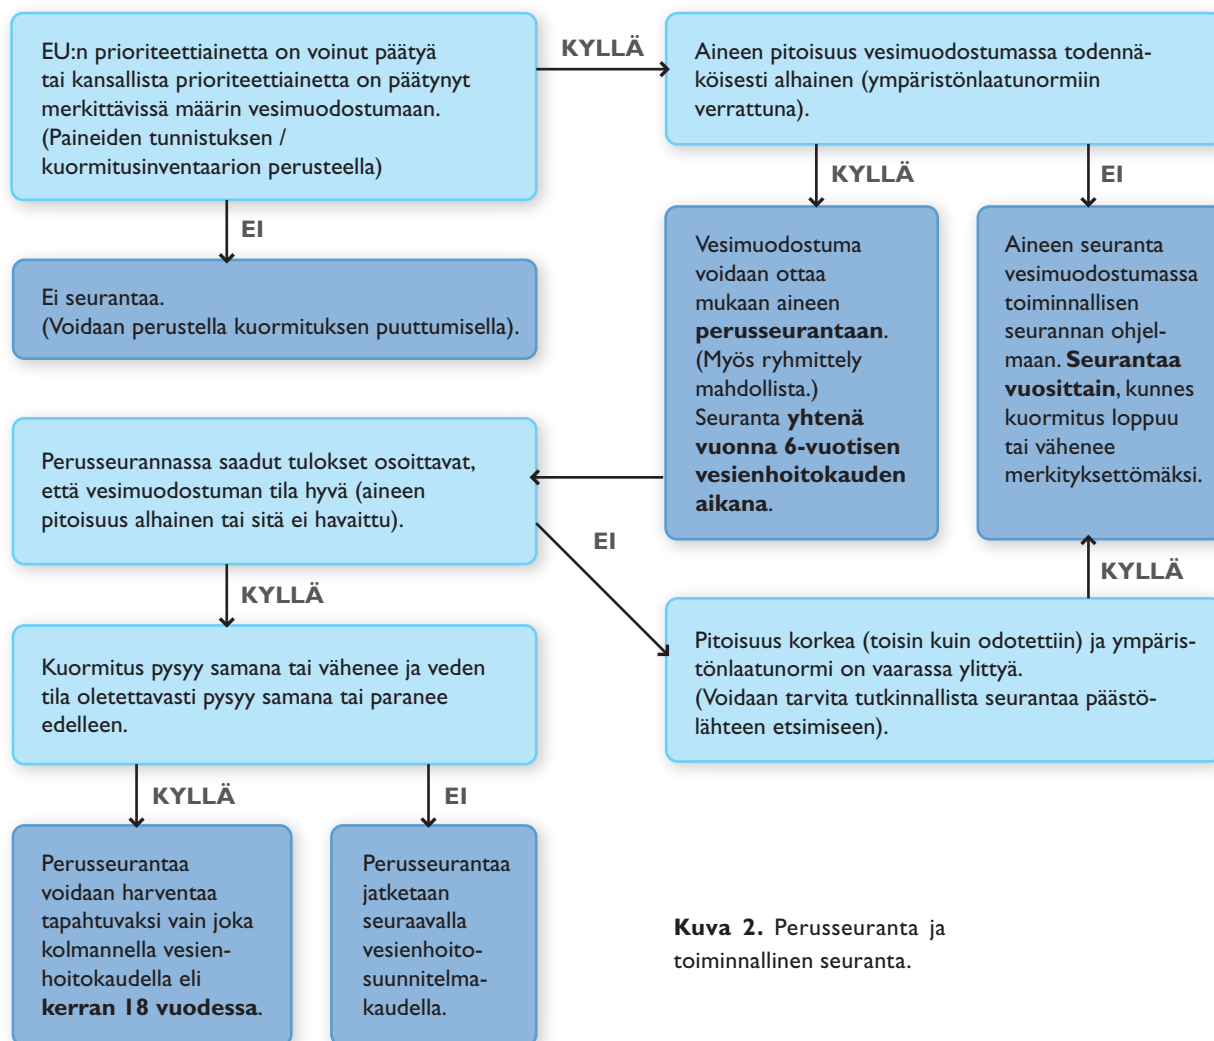 EU:n prioriteettiainetta on voinut päätyä
tai kansallista prioriteettiainetta on päätynyt
merkittävissä määrin vesimuodostumaan.
(Paineiden tunnistuksen /
kuormitusinventaarion perusteella)
KYLLÄ
Aineen pitoisuus vesimuodostumassa todennä-
köisesti alhainen (ympäristönlaatunormiin
verrattuna).
EI
Ei seurantaa.
(Voidaan perustella kuormituksen puuttumisella).
KYLLÄ
Vesimuodostuma
voidaan ottaa
mukaan aineen
perusseurantaan.
(Myös ryhmittely
mahdollista.)
Seuranta yhtenä
vuonna 6-vuotisen
vesienhoitokauden
aikana.
EI
Aineen seuranta
vesimuodostumassa
toiminnallisen
seurannan ohjel-
maan. Seurantaa
vuosittain, kunnes
kuormitus loppuu
tai vähenee
merkityksettömäksi.
Perusseurannassa saadut tulokset osoittavat,
että vesimuodostuman tila hyvä (aineen
pitoisuus alhainen tai sitä ei havaittu).
EI
KYLLÄ
Pitoisuus korkea (toisin kuin odotettiin) ja ympäris-
tönlaatunormi on vaarassa ylittyä.
(Voidaan tarvita tutkinnallista seurantaa päästö-
lähteen etsimiseen).
KYLLÄ
Kuormitus pysyy samana tai vähenee ja veden
tila oletettavasti pysyy samana tai paranee
edelleen.
KYLLÄ
Perusseurantaa
voidaan harventaa
tapahtuvaksi vain joka
kolmannella vesien-
hoitokaudella eli
kerran 18 vuodessa.
EI
Perusseurantaa
jatketaan
seuraavalla
vesienhoito-
suunnitelma-
kaudella.
Kuva 2. Perusseuranta ja
toiminnallinen seuranta.